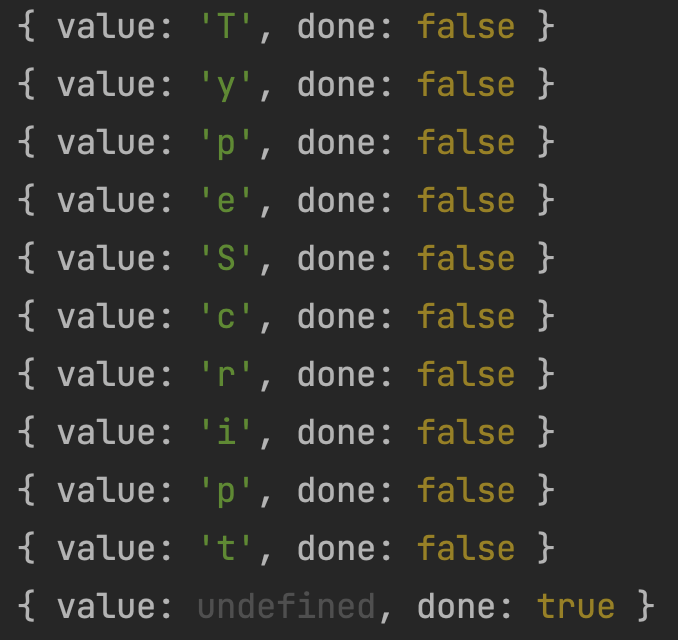 { value: 'T', done: false }
{ value: 'y', done: false }
{ value: 'p', done: false }
{ value: 'e', done: false }
{ value: 'S', done: false }
{ value: 'c', done: false }
{ value: 'r', done: false }
{ value: 'i', done: false }
{ value: 'p', done: false }
{ value: 't', done: false }
{ value: undefined, done: true }